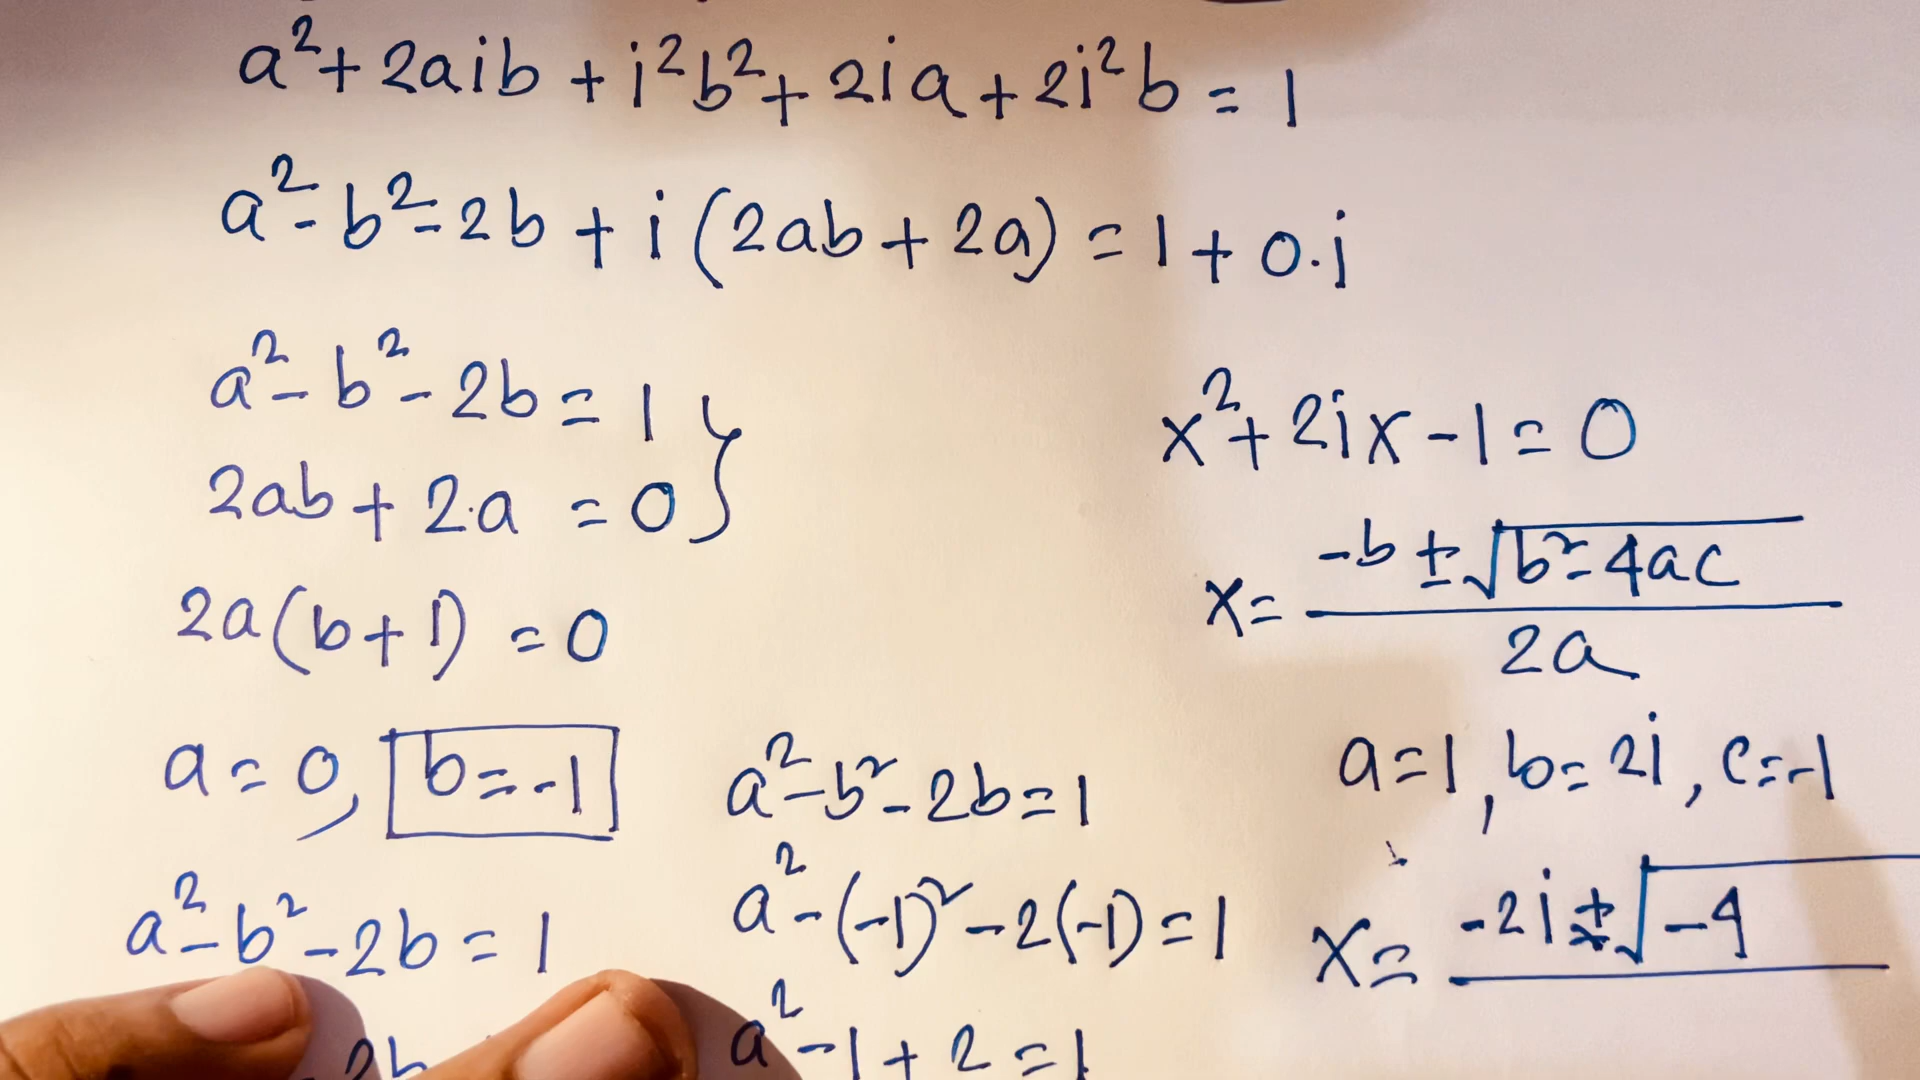 a²+2aib+i²b²+2ia+2i²b=1
a²-b²-2b+i(2ab+2a)=1+0.i
a²-b²-2b=1
2ab+2.a=0
2a(b+1)=0
a=0, b=-1
a²-b²-2b=1
2b
a²-b²-2b=1
a²-(-1)²-2(-1)=1
a²-1+2=1
x²+2ix-1=0
x= -b±√b²-4ac
2a
a=1, b=2i, c=-1
x= -2i±√-4